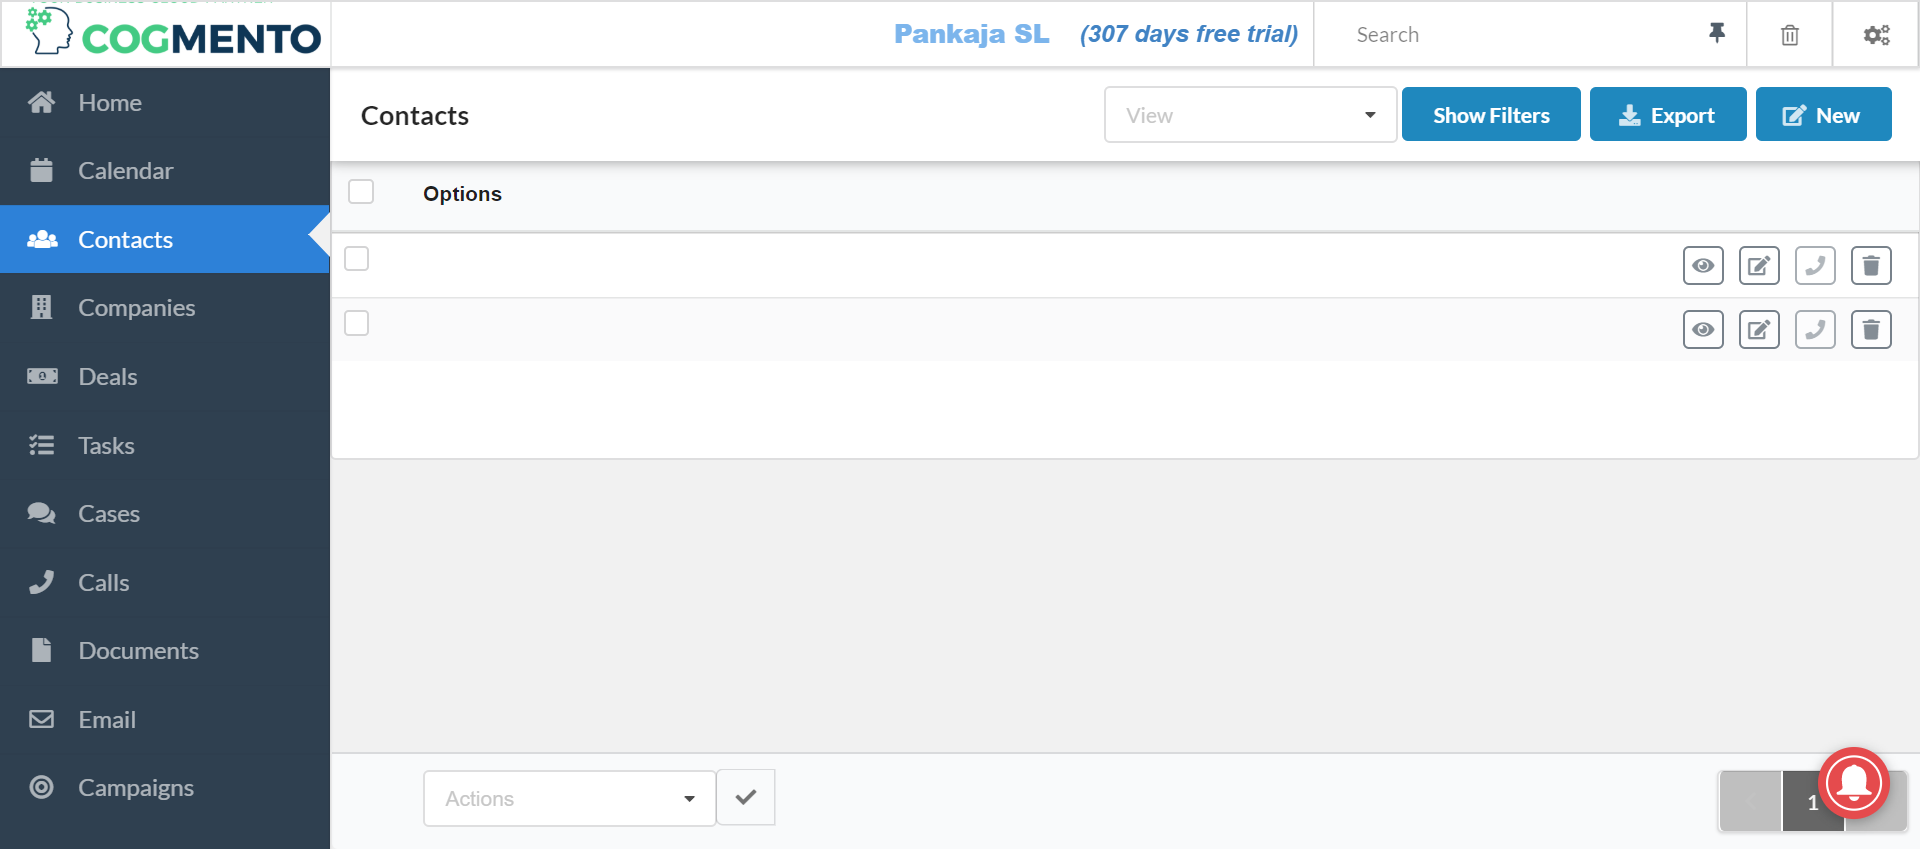 COGMENTO
Pankaja SL (307 days free trial)
Search
Home
Calendar
Contacts
Companies
Deals
Tasks
Cases
Calls
Documents
Email
Campaigns
Contacts
View
Show Filters
Export
New
Options
Actions
1